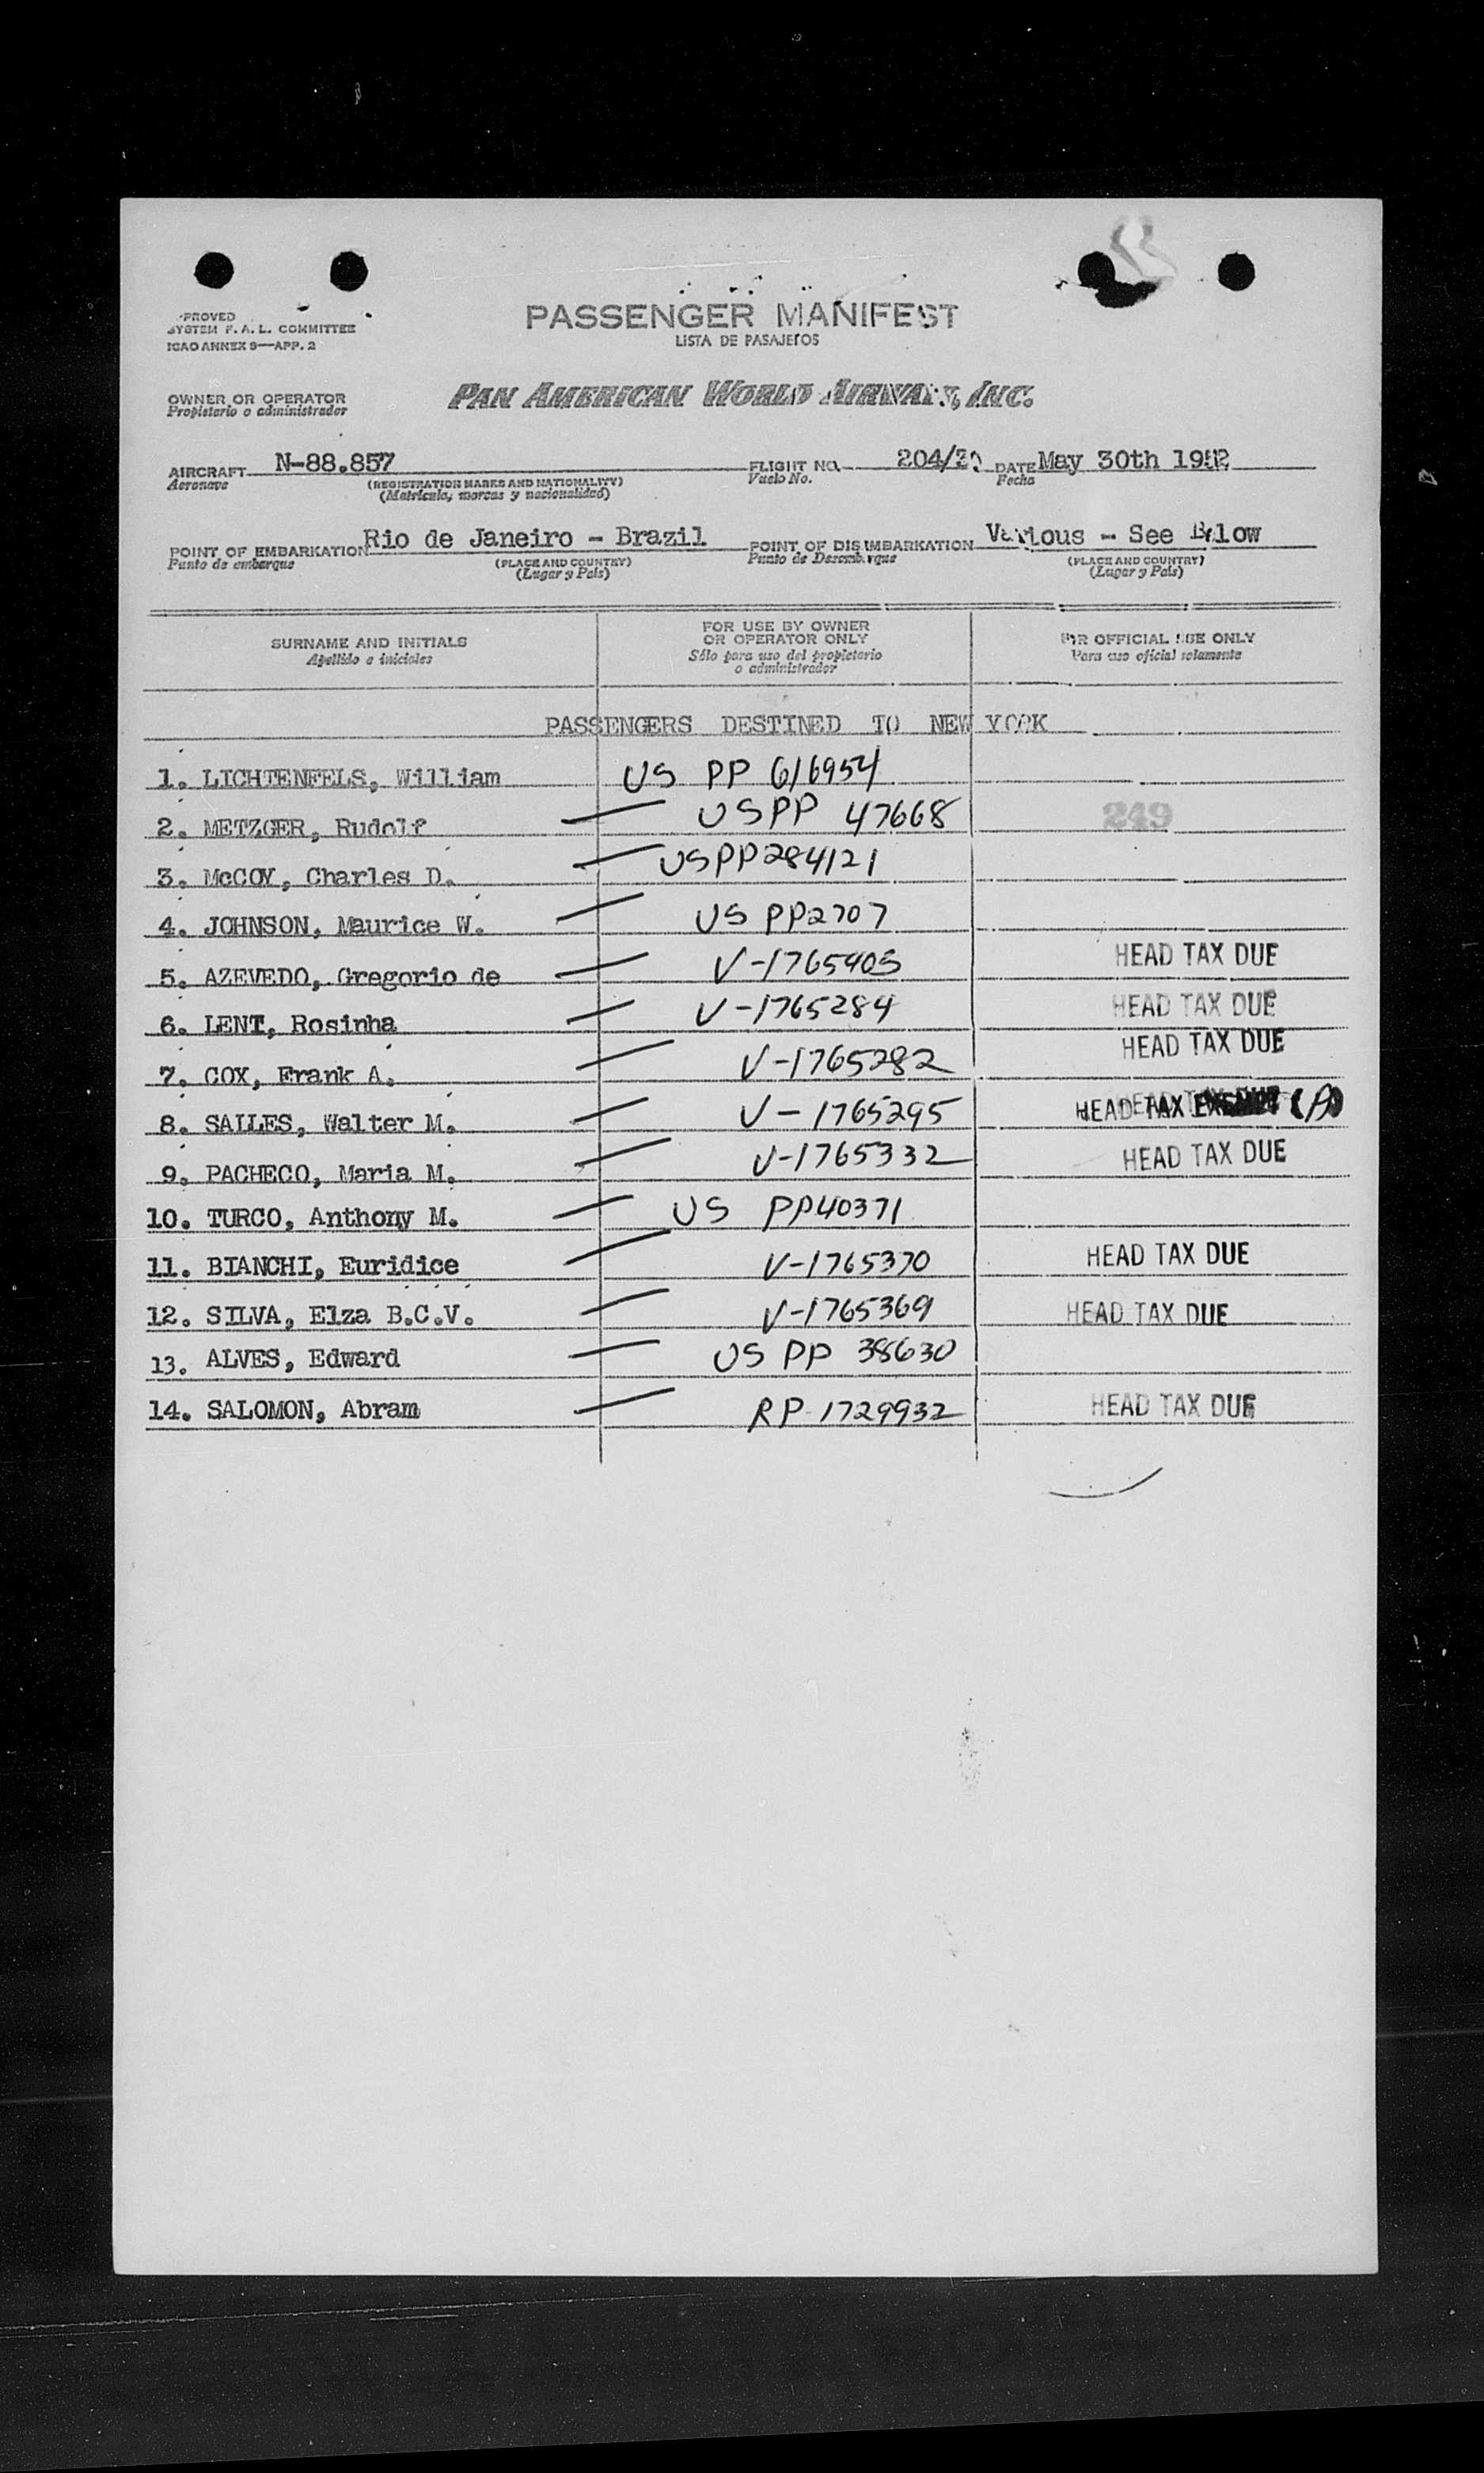 PROVED
SYSTEM F. A. L. COMMITTEE
ICAO ANNEX 9—APP. 2
PASSENGER MANIFEST
LISTA DE PASAJEROS
OWNER OR OPERATOR
Propietario o administrador
PAN AMERICAN WORLD AIRWAYS, INC.
AIRCRAFT N-88.857 FLIGHT NO. 204/ DATE May 30th 1952
Aeronave (REGISTRATION MARKS AND NATIONALITY) Vuelo No. Fecha
(Matrícula, marcas y nacionalidad)
POINT OF EMBARKATION Rio de Janeiro - Brazil POINT OF DISEMBARKATION Various - See Below
Punto de embarque (PLACE AND COUNTRY) Punto de Desembarque (PLACE AND COUNTRY)
(Lugar y País) (Lugar y País)
SURNAME AND INITIALS
Apellido e iniciales
FOR USE BY OWNER
OR OPERATOR ONLY
Sólo para uso del propietario
o administrador
FOR OFFICIAL USE ONLY
Para uso oficial solamente
PASSENGERS DESTINED TO NEW YORK
1. LICHTENFELS, William US PP 616954
2. METZGER, Rudolf — USPP 47668 249
3. McCOY, Charles D. — USPP284121
4. JOHNSON, Maurice W. — US PP2707
5. AZEVEDO, Gregorio de — V-1765405 HEAD TAX DUE
6. LENT, Rosinha — V-1765284 HEAD TAX DUE
7. COX, Frank A. — V-1765282 HEAD TAX DUE
8. SALLES, Walter M. — V-1765295 HEAD TAX
9. PACHECO, Maria M. — V-1765332 HEAD TAX DUE
10. TURCO, Anthony M. — US PP40371
11. BIANCHI, Euridice — V-1765370 HEAD TAX DUE
12. SILVA, Elza B.C.V. — V-1765369 HEAD TAX DUE
13. ALVES, Edward — US PP 38630
14. SALOMON, Abram — RP-1729932 HEAD TAX DUE